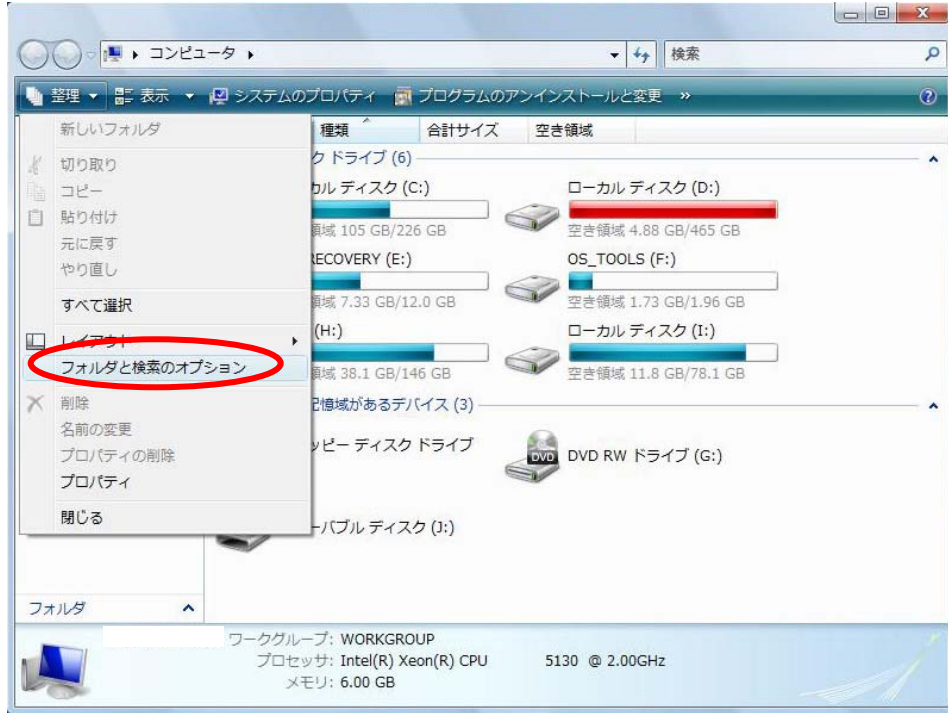 コンピュータ
検索
整理 表示 システムのプロパティ プログラムのアンインストールと変更 »
新しいフォルダ
種類 合計サイズ 空き領域
切り取り
コピー
貼り付け
元に戻す
やり直し
すべて選択
レイアウト
フォルダと検索のオプション
削除
名前の変更
プロパティの削除
プロパティ
閉じる
ク ドライブ (6)
カル ディスク (C:)
領域 105 GB/226 GB
ローカル ディスク (D:)
空き領域 4.88 GB/465 GB
RECOVERY (E:)
領域 7.33 GB/12.0 GB
OS_TOOLS (F:)
空き領域 1.73 GB/1.96 GB
(H:)
領域 38.1 GB/146 GB
ローカル ディスク (I:)
空き領域 11.8 GB/78.1 GB
記憶域があるデバイス (3)
ッピー ディスク ドライブ
DVD
DVD RW ドライブ (G:)
ーバブル ディスク (J:)
フォルダ
ワークグループ: WORKGROUP
プロセッサ: Intel(R) Xeon(R) CPU 5130 @ 2.00GHz
メモリ: 6.00 GB